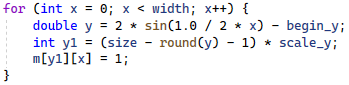 for (int x = 0; x < width; x++) {
    double y = 2 * sin(1.0 / 2 * x) - begin_y;
    int y1 = (size - round(y) - 1) * scale_y;
    m[y1][x] = 1;
}